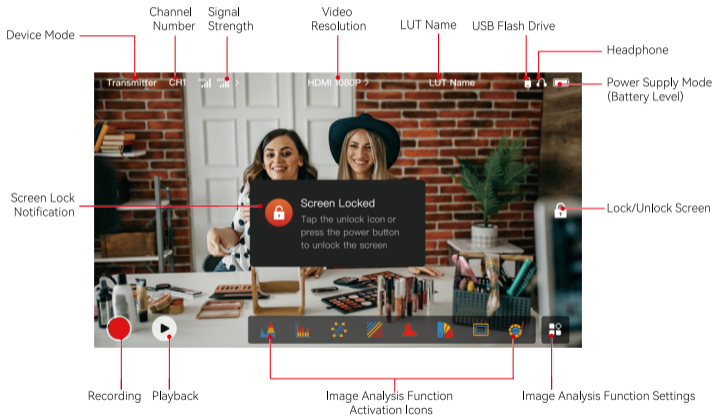 Channel
Number
Signal
Strength
Video
Resolution
LUT Name
USB Flash Drive
Device Mode
Headphone
Transmitter
CH1
HDMI 1080P >
LUT Name
Power Supply Mode
(Battery Level)
Screen Lock
Notification
Screen Locked
Tap the unlock icon or
press the power button
to unlock the screen
Lock/Unlock Screen
Recording
Playback
Image Analysis Function
Activation Icons
Image Analysis Function Settings